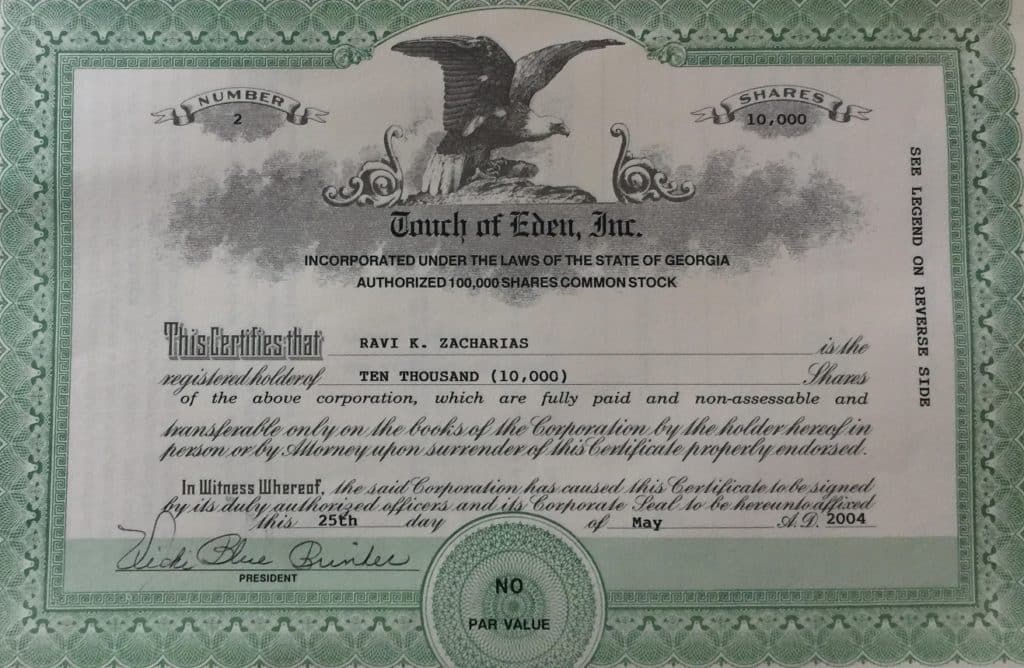 NUMBER
2
SHARES
10,000
Touch of Eden, Inc.
INCORPORATED UNDER THE LAWS OF THE STATE OF GEORGIA
AUTHORIZED 100,000 SHARES COMMON STOCK
SEE LEGEND ON REVERSE SIDE
This Certifies that RAVI K. ZACHARIAS is the
registered holder of TEN THOUSAND (10,000) Shares
of the above corporation, which are fully paid and non-assessable and
transferable only on the books of the Corporation by the holder hereof in
person or by Attorney upon surrender of this Certificate properly endorsed.
In Witness Whereof, the said Corporation has caused this Certificate to be signed
by its duly authorized officers and its Corporate Seal to be hereunto affixed
this 25th day of May A.D. 2004
Vicki Blue
PRESIDENT
NO
PAR VALUE